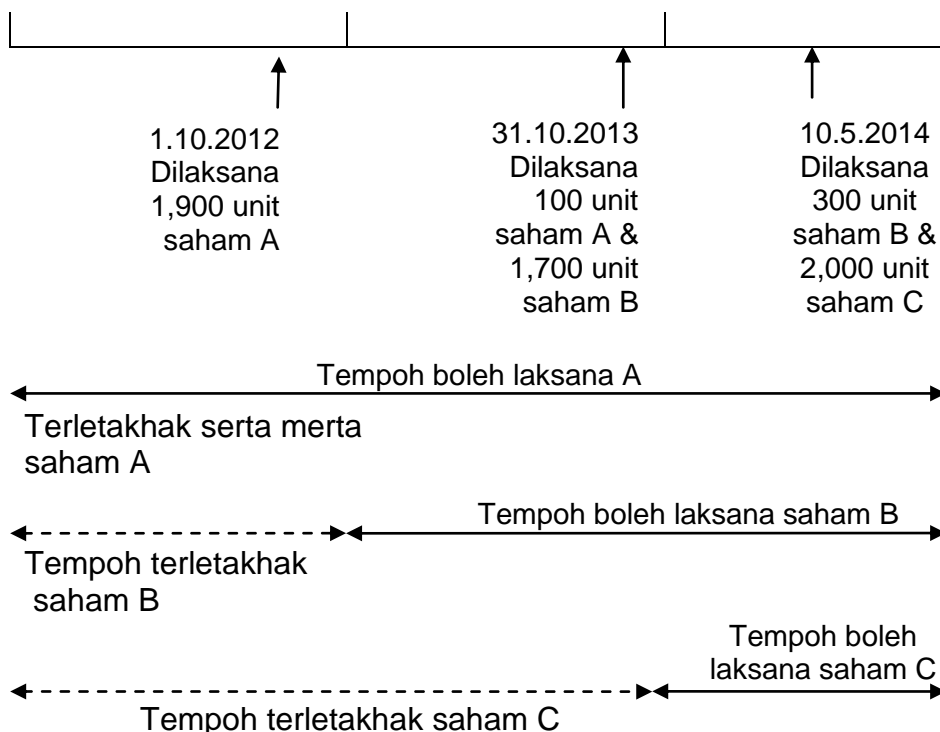 1.10.2012
Dilaksana
1,900 unit
saham A
31.10.2013
Dilaksana
100 unit
saham A &
1,700 unit
saham B
10.5.2014
Dilaksana
300 unit
saham B &
2,000 unit
saham C
Tempoh boleh laksana A
Terletakhak serta merta
saham A
Tempoh boleh laksana saham B
Tempoh terletakhak
saham B
Tempoh boleh
laksana saham C
Tempoh terletakhak saham C